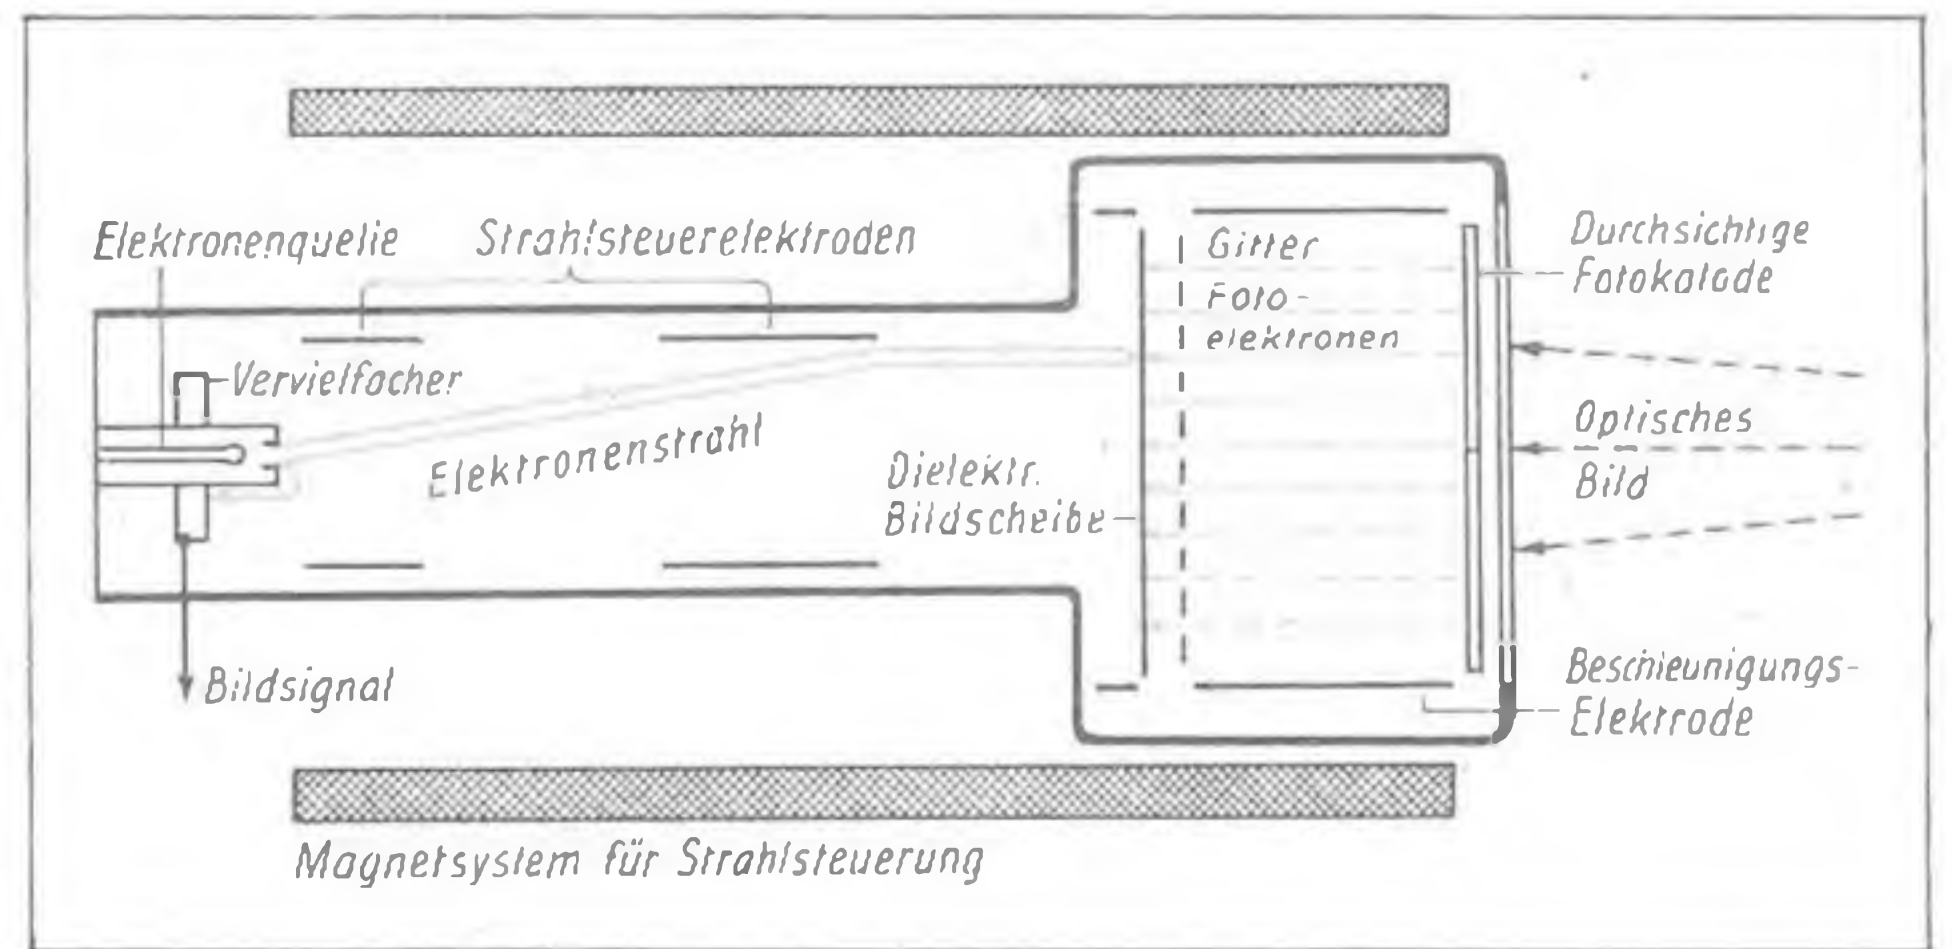 Elektronenquelle
Strahlsteuerelektroden
Durchsichtige
Fotokatode
Gitter
Foto-
elektronen
Vervielfacher
Elektronenstrahl
Dielektr.
Bildscheibe
Optisches
Bild
Bildsignal
Beschleunigungs-
Elektrode
Magnetsystem für Strahlsteuerung